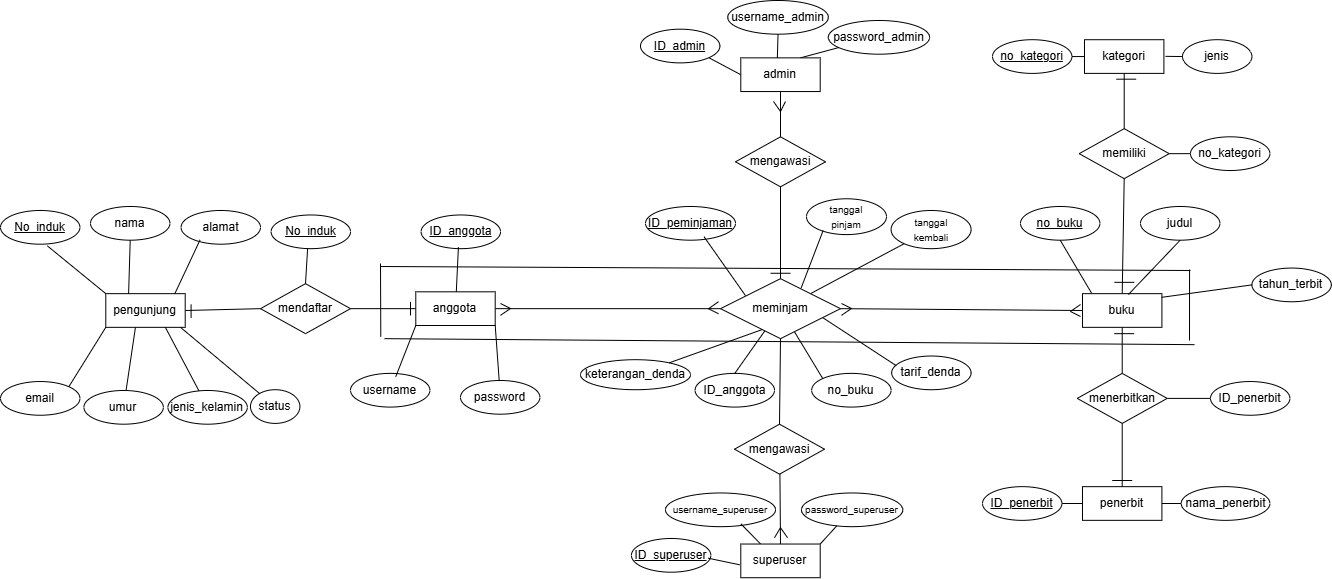 username_admin
password_admin
ID_admin
admin
no_kategori
kategori
jenis
mengawasi
memiliki
no_kategori
No_induk
nama
alamat
No_induk
ID_anggota
ID_peminjaman
tanggal
pinjam
tanggal
kembali
no_buku
judul
tahun_terbit
pengunjung
mendaftar
anggota
meminjam
buku
email
umur
jenis_kelamin
status
username
password
keterangan_denda
ID_anggota
no_buku
tarif_denda
menerbitkan
ID_penerbit
mengawasi
username_superuser
password_superuser
ID_penerbit
penerbit
nama_penerbit
ID_superuser
superuser